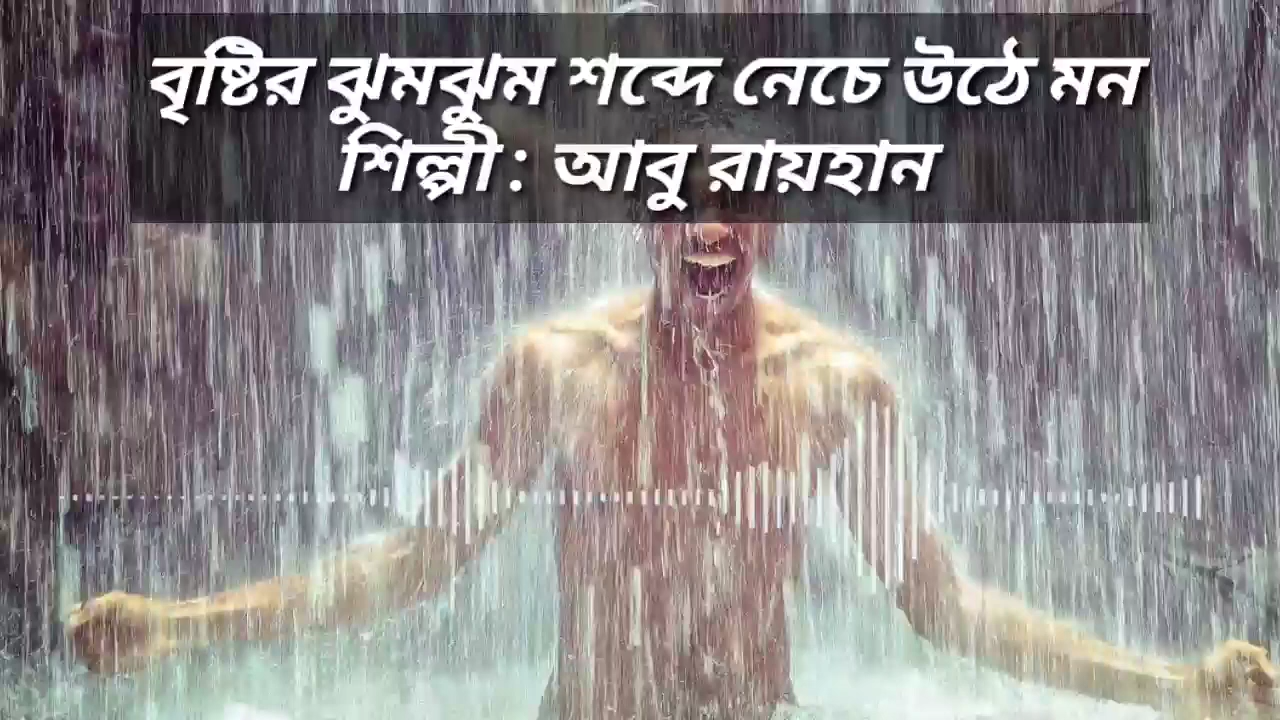 বৃষ্টির ঝুমঝুম শব্দে নেচে উঠে মন
শিল্পী : আবু রায়হান